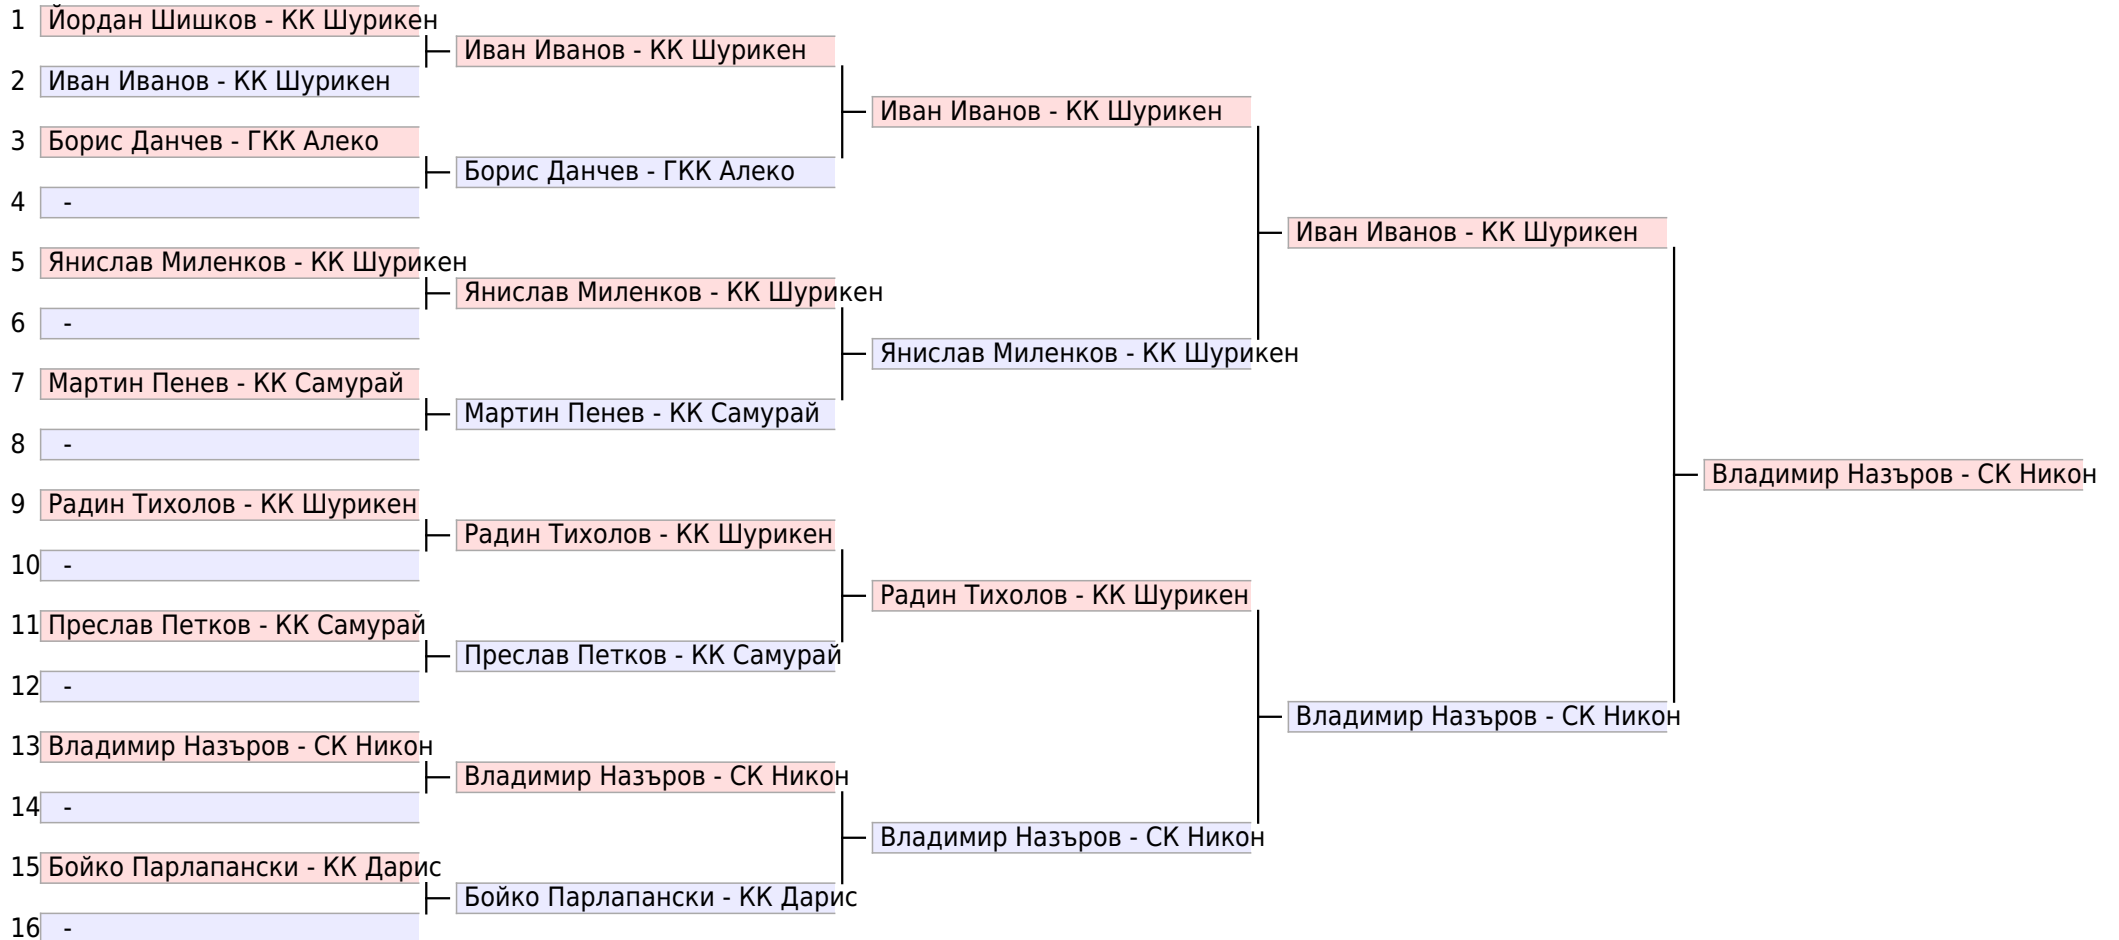 1 Йордан Шишков - КК Шурикен
Иван Иванов - КК Шурикен
2 Иван Иванов - КК Шурикен
Иван Иванов - КК Шурикен
3 Борис Данчев - ГКК Алеко
Борис Данчев - ГКК Алеко
4 -
Иван Иванов - КК Шурикен
5 Янислав Миленков - КК Шурикен
Янислав Миленков - КК Шурикен
6 -
Янислав Миленков - КК Шурикен
7 Мартин Пенев - КК Самурай
Мартин Пенев - КК Самурай
8 -
Владимир Назъров - СК Никон
9 Радин Тихолов - КК Шурикен
Радин Тихолов - КК Шурикен
10 -
Радин Тихолов - КК Шурикен
11 Преслав Петков - КК Самурай
Преслав Петков - КК Самурай
12 -
Владимир Назъров - СК Никон
13 Владимир Назъров - СК Никон
Владимир Назъров - СК Никон
14 -
Владимир Назъров - СК Никон
15 Бойко Парлапански - КК Дарис
Бойко Парлапански - КК Дарис
16 -